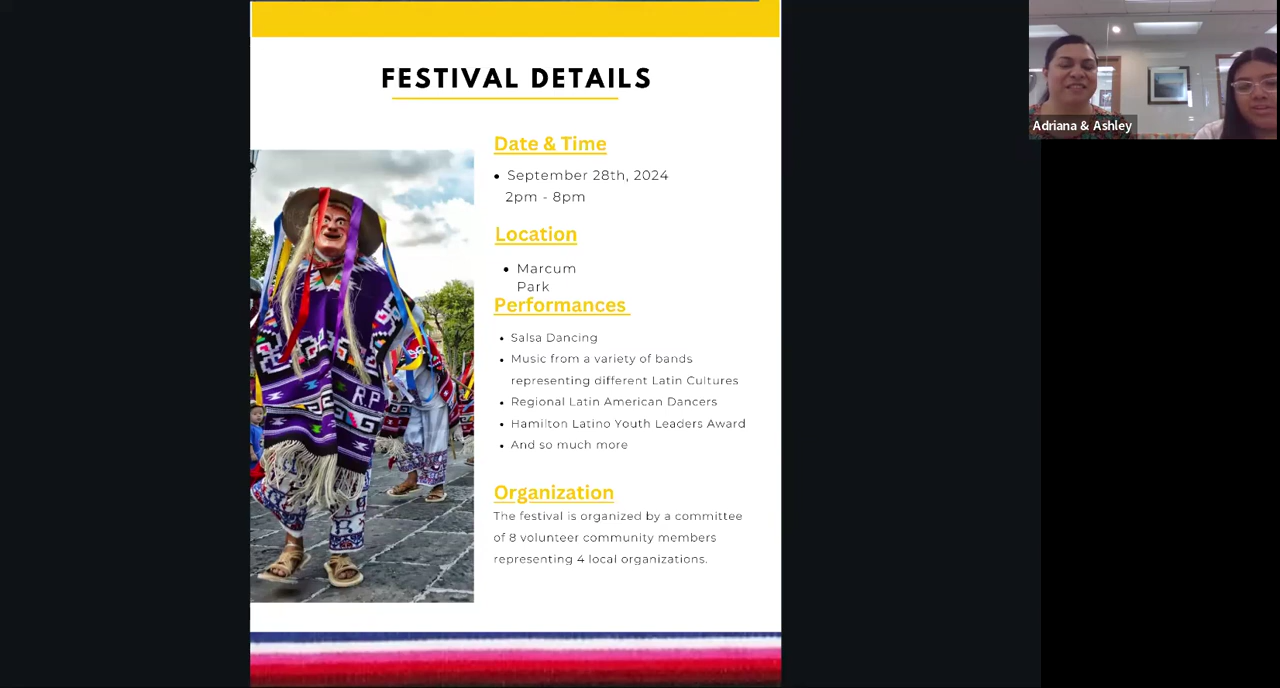 FESTIVAL DETAILS
Date & Time
• September 28th, 2024
2pm - 8pm
Location
• Marcum
Park
Performances
• Salsa Dancing
• Music from a variety of bands
representing different Latin Cultures
• Regional Latin American Dancers
• Hamilton Latino Youth Leaders Award
• And so much more
Organization
The festival is organized by a committee
of 8 volunteer community members
representing 4 local organizations.
R.P
Adriana & Ashley